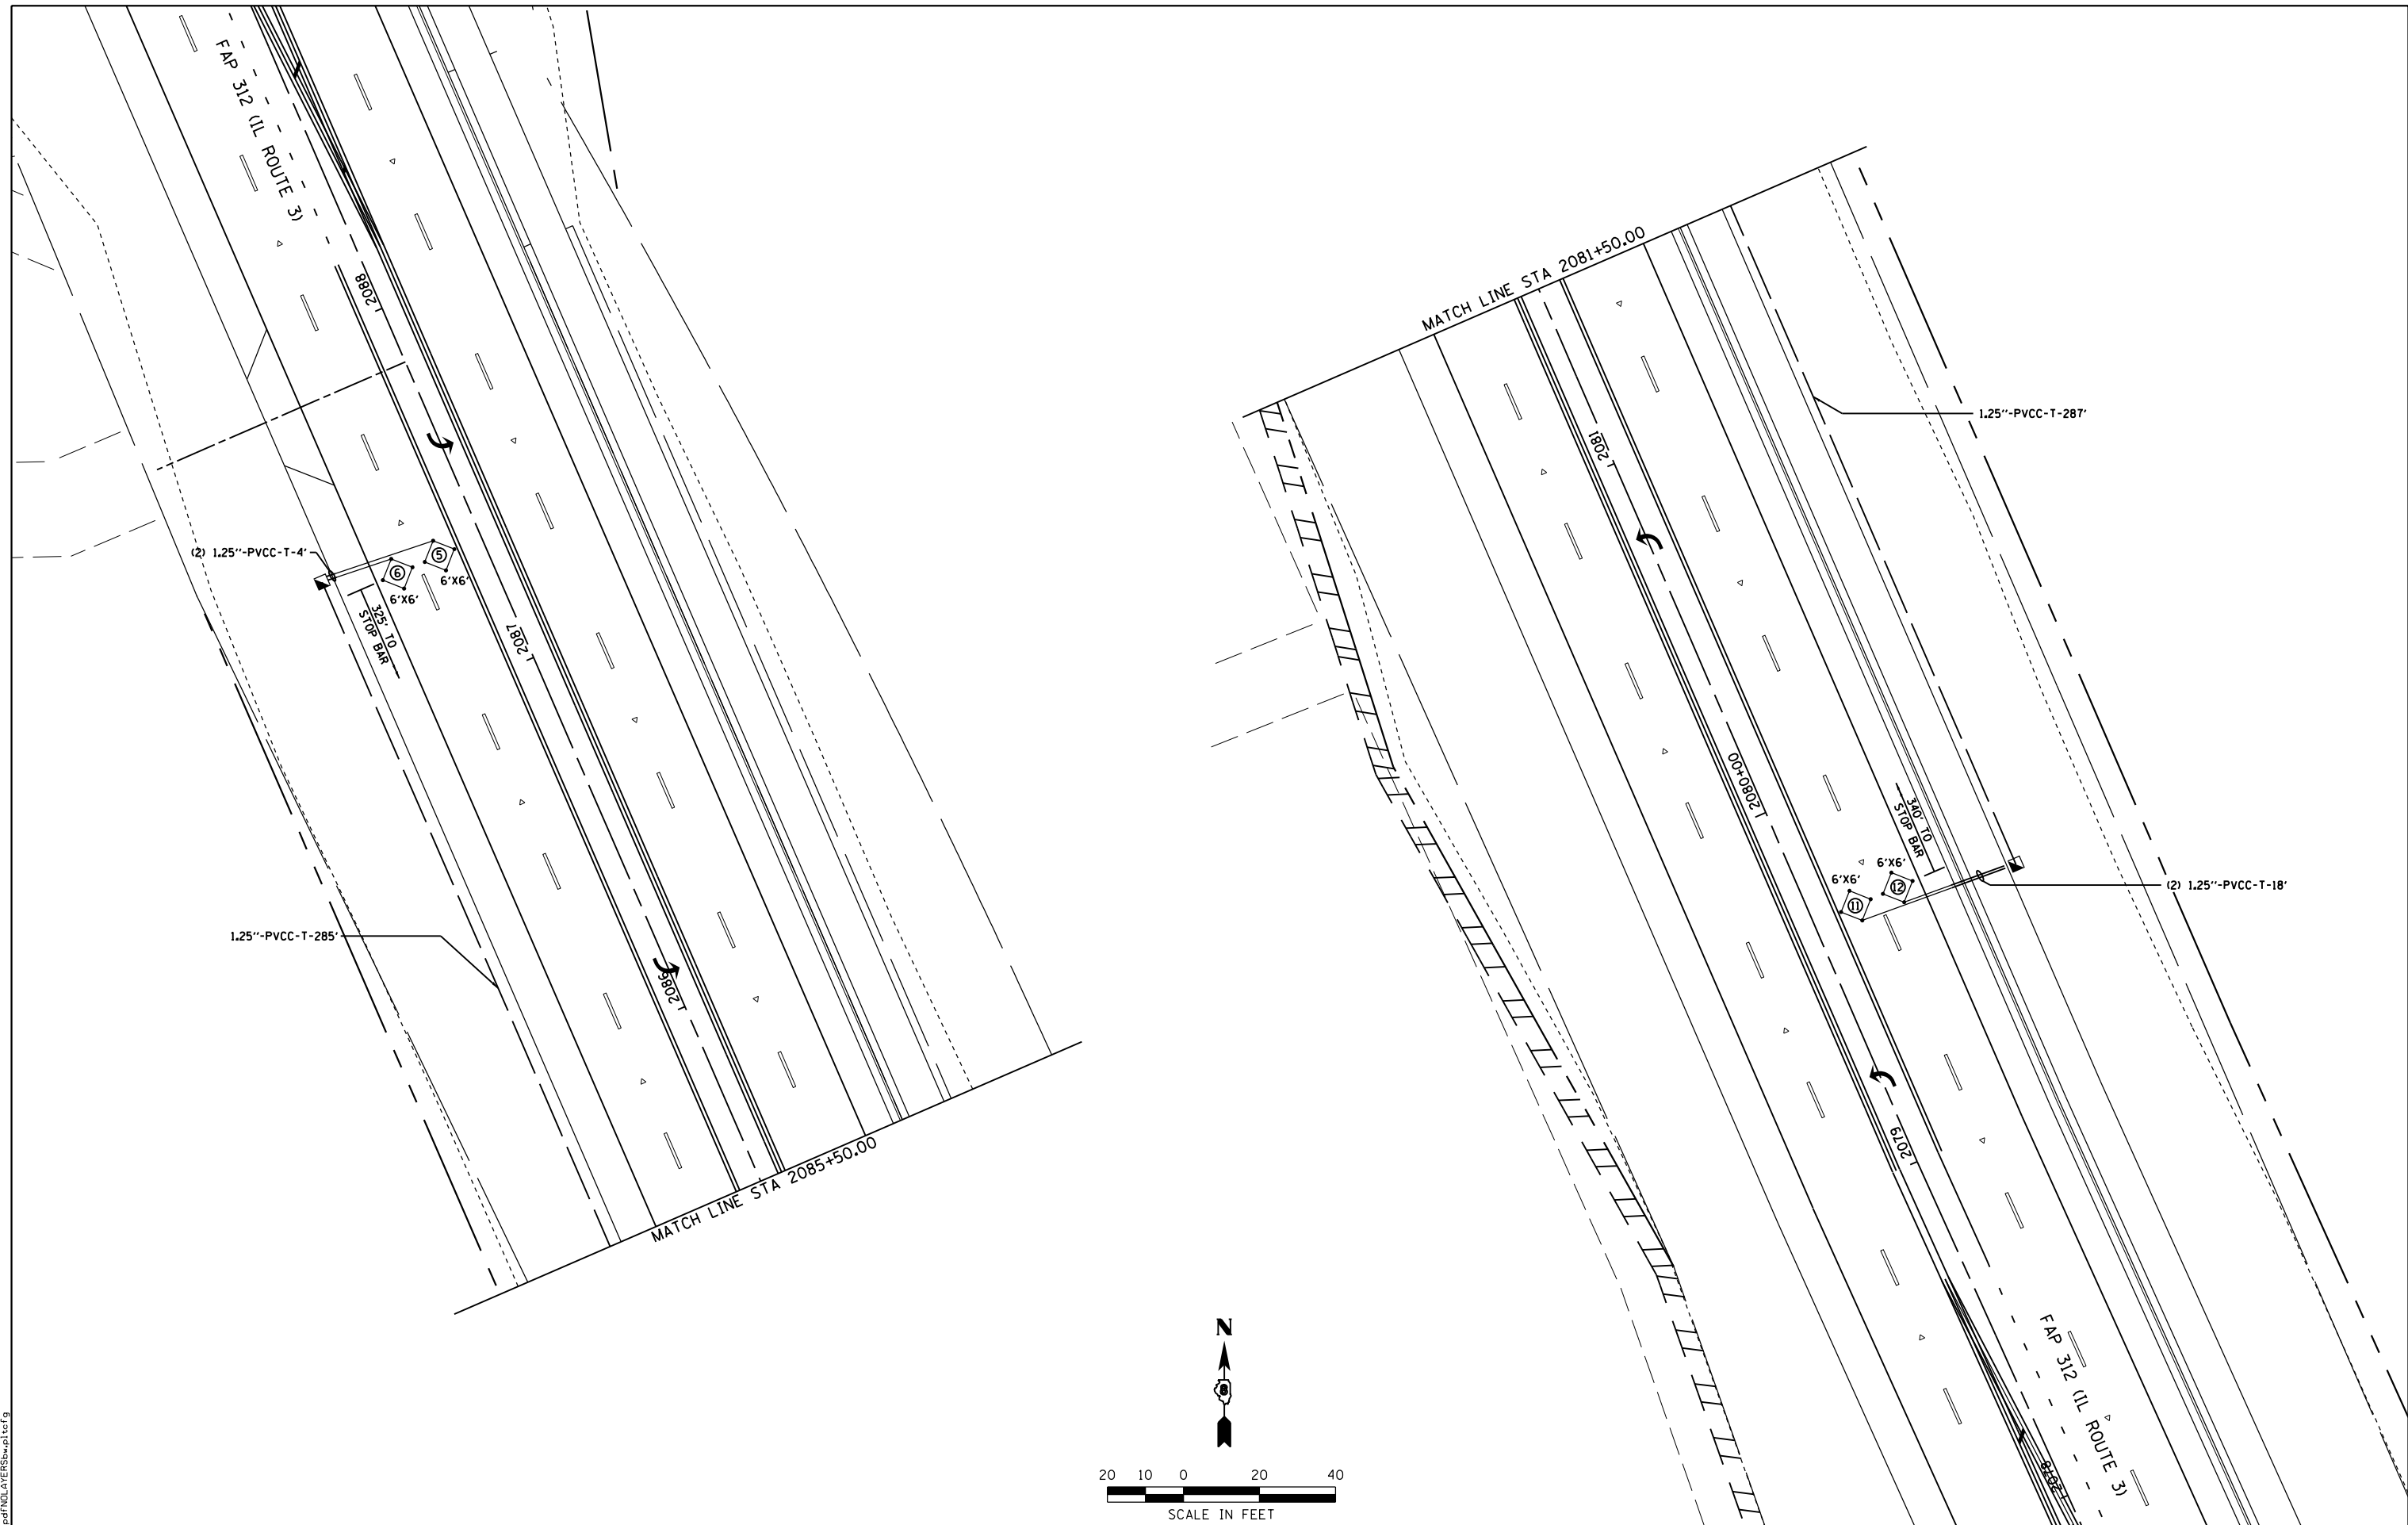 FAP 312 (IL ROUTE 3)
2088
(2) 1.25"-PVCC-T-4'
5
6'X6'
6
6'X6'
325' TO
STOP BAR
2087
1.25"-PVCC-T-285'
2086
MATCH LINE STA 2085+50.00
MATCH LINE STA 2081+50.00
1.25"-PVCC-T-287'
2081
2080+00
340' TO
STOP BAR
6'X6'
12
6'X6'
11
(2) 1.25"-PVCC-T-18'
2079
FAP 312 (IL ROUTE 3)
2078
N
8
20 10 0 20 40
SCALE IN FEET
pdfNOLAYERSbw.pltcfg